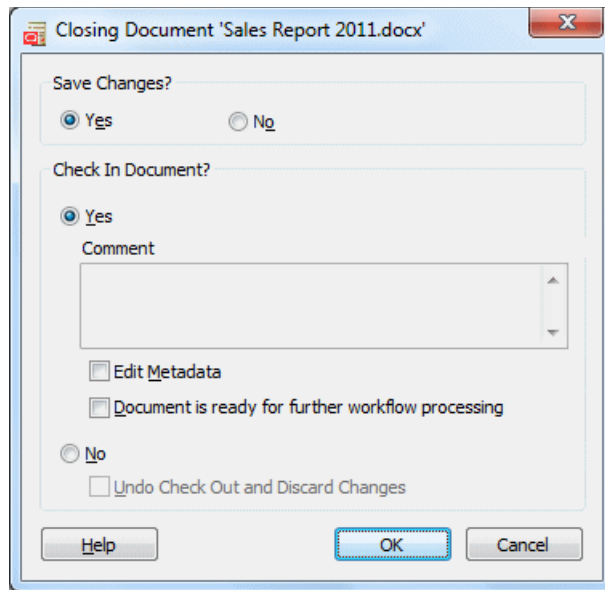 Closing Document 'Sales Report 2011.docx'
Save Changes?
Yes No
Check In Document?
Yes
Comment
Edit Metadata
Document is ready for further workflow processing
No
Undo Check Out and Discard Changes
Help OK Cancel